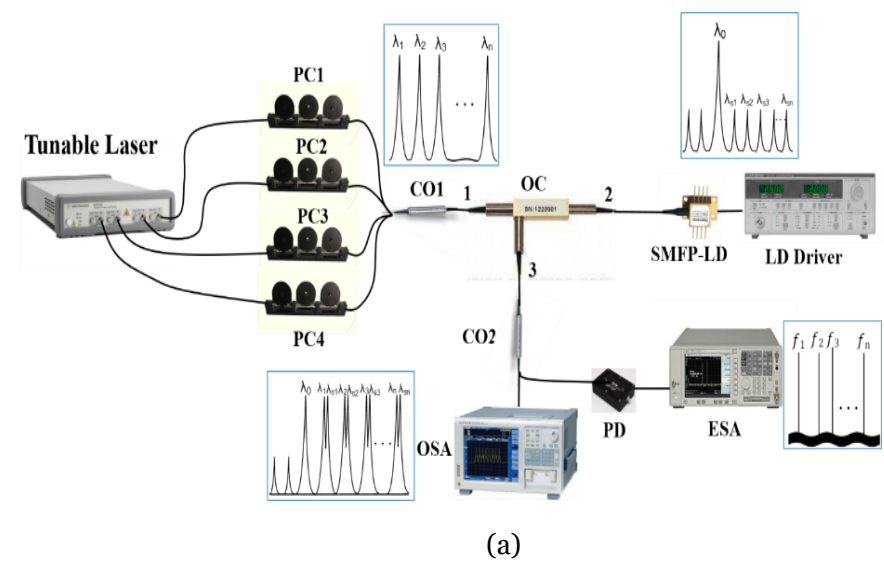 λ₁ λ₂ λ₃ λₙ
λ₀
λₛ₁ λₛ₂ λₛ₃ λₛₙ
PC1
Tunable Laser
PC2
CO1
1
OC
2
SN:1220001
PC3
SMFP-LD
LD Driver
3
PC4
CO2
f₁ f₂ f₃ fₙ
λ₀ λ₁ λₛ₁ λ₂ λₛ₂ λ₃ λₛ₃ λₙ λₛₙ
OSA
PD
ESA
(a)